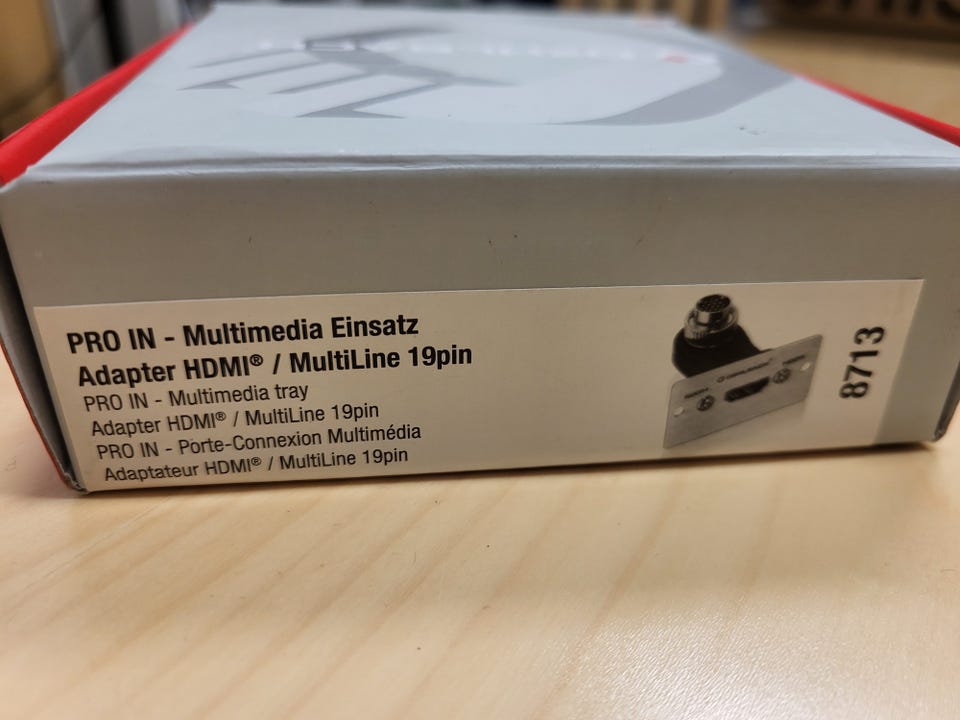 PRO IN - Multimedia Einsatz
Adapter HDMI® / MultiLine 19pin
PRO IN - Multimedia tray
Adapter HDMI® / MultiLine 19pin
PRO IN - Porte-Connexion Multimédia
Adaptateur HDMI® / MultiLine 19pin
8713